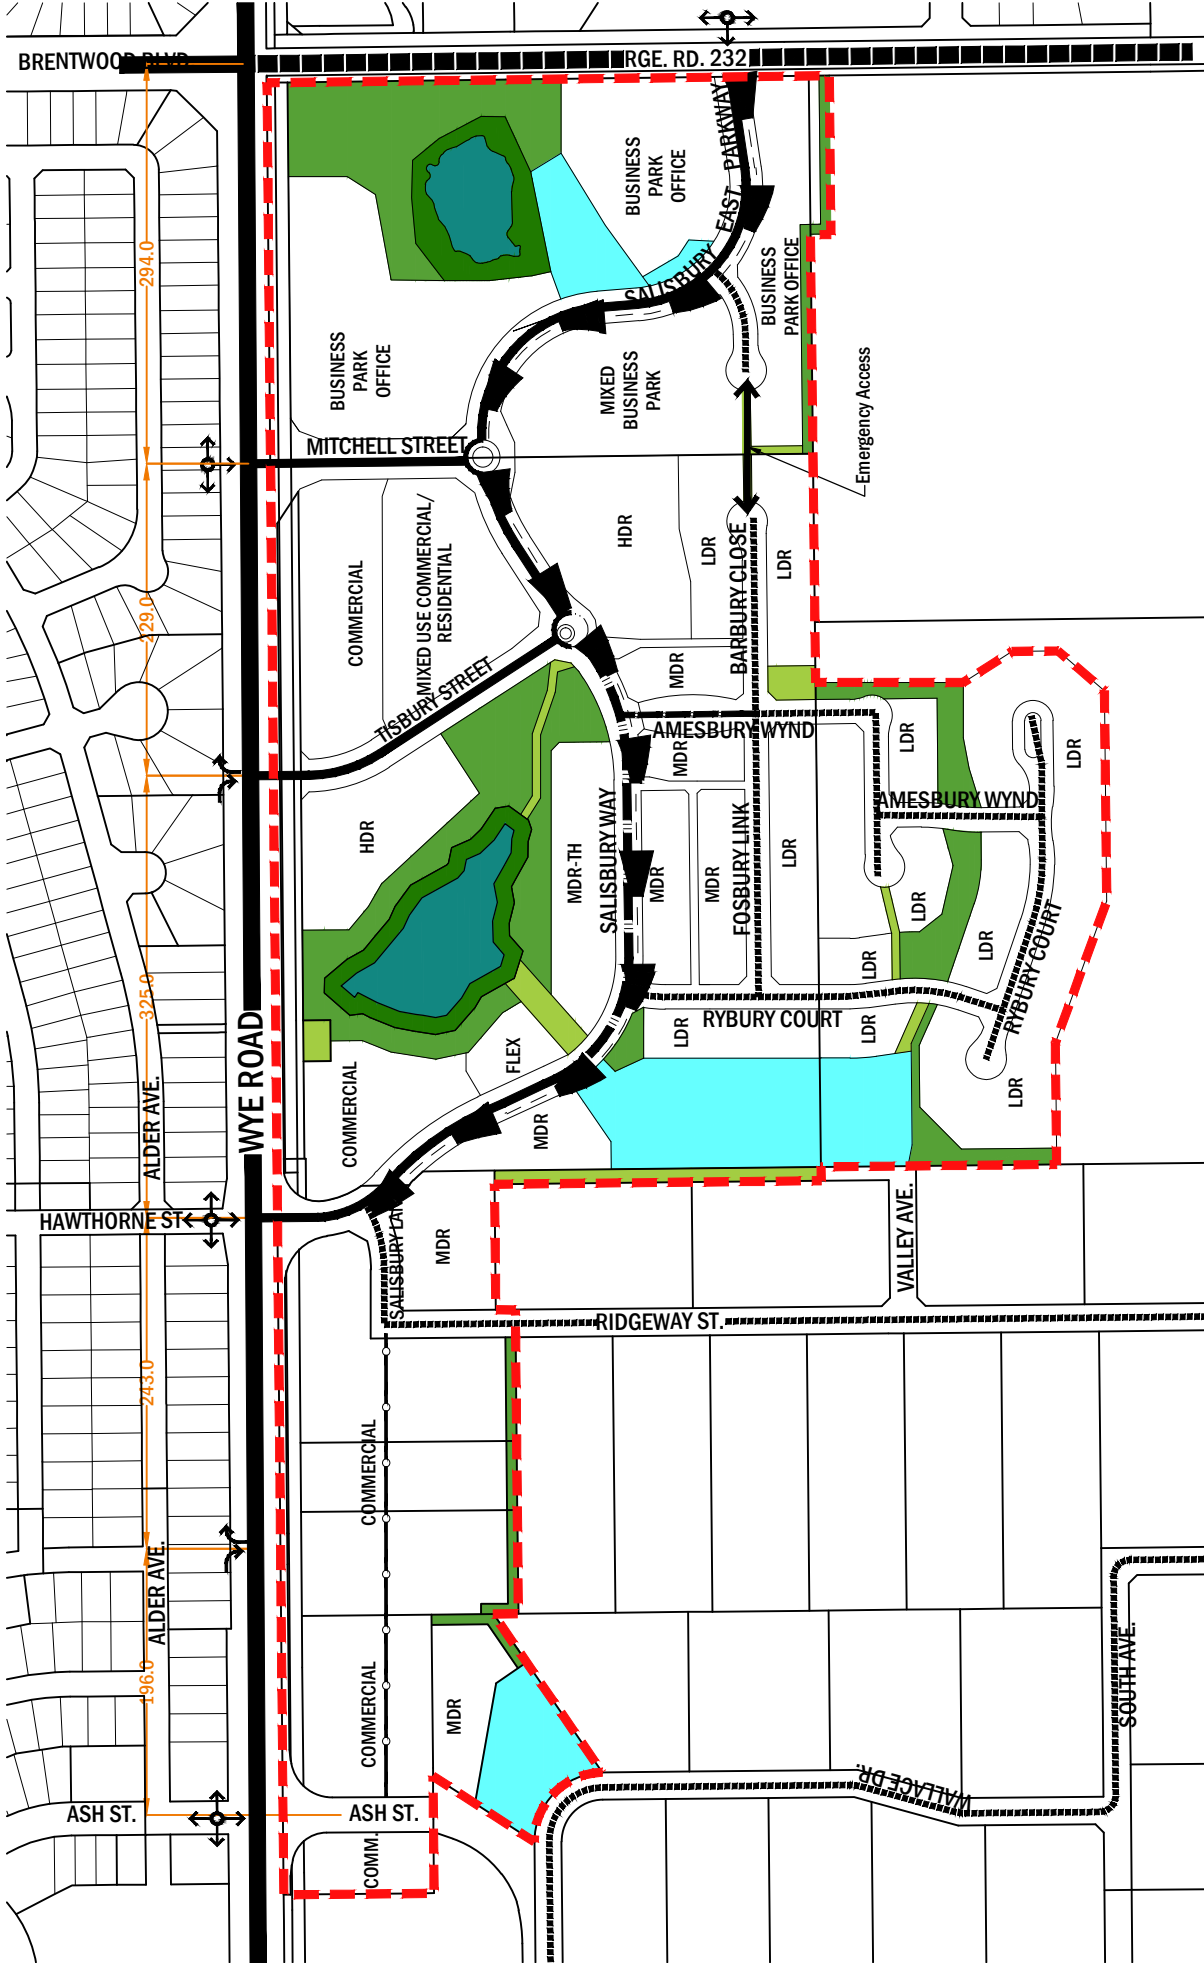 BRENTWOOD BLVD
RGE. RD. 232
SALISBURY EAST PARKWAY
BUSINESS
PARK
OFFICE
BUSINESS
PARK OFFICE
294.0
BUSINESS
PARK
OFFICE
MIXED
BUSINESS
PARK
Emergency Access
MITCHELL STREET
COMMERCIAL
MIXED USE COMMERCIAL/
RESIDENTIAL
HDR
LDR
BARBURY CLOSE
LDR
229.0
TISBURY STREET
MDR
AMESBURY WYND
MDR
LDR
LDR
AMESBURY WYND
HDR
MDR-TH
SALISBURY WAY
MDR
MDR
FOSBURY LINK
LDR
LDR
LDR
LDR
RYBURY COURT
325.0
WYE ROAD
ALDER AVE.
COMMERCIAL
FLEX
MDR
LDR
RYBURY COURT
LDR
LDR
HAWTHORNE ST
SALISBURY LANE
MDR
VALLEY AVE.
RIDGEWAY ST.
243.0
COMMERCIAL
ALDER AVE.
196.0
COMMERCIAL
MDR
SOUTH AVE.
WALLACE DR.
ASH ST.
ASH ST.
COMM.